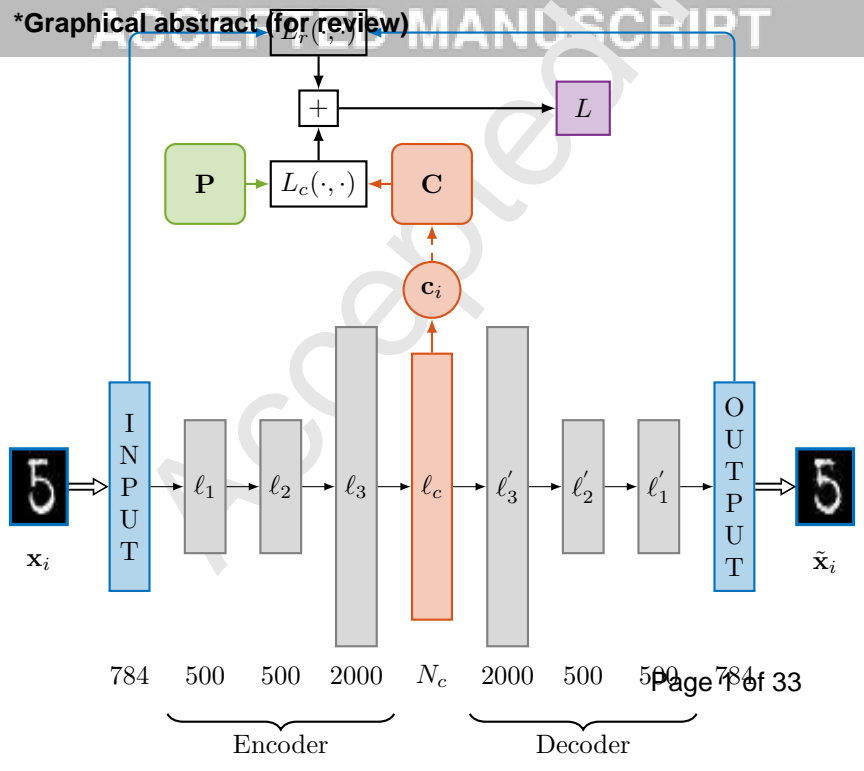 ACCEPTED MANUSCRIPT
*Graphical abstract (for review)
L_r(·,·)
+
L
P
L_c(·,·)
C
c_i
I
N
P
U
T
ℓ_1
ℓ_2
ℓ_3
ℓ_c
ℓ'_3
ℓ'_2
ℓ'_1
O
U
T
P
U
T
x_i
x̃_i
784 500 500 2000 N_c 2000 500 500 784
Page 1 of 33
Encoder Decoder
Accepted